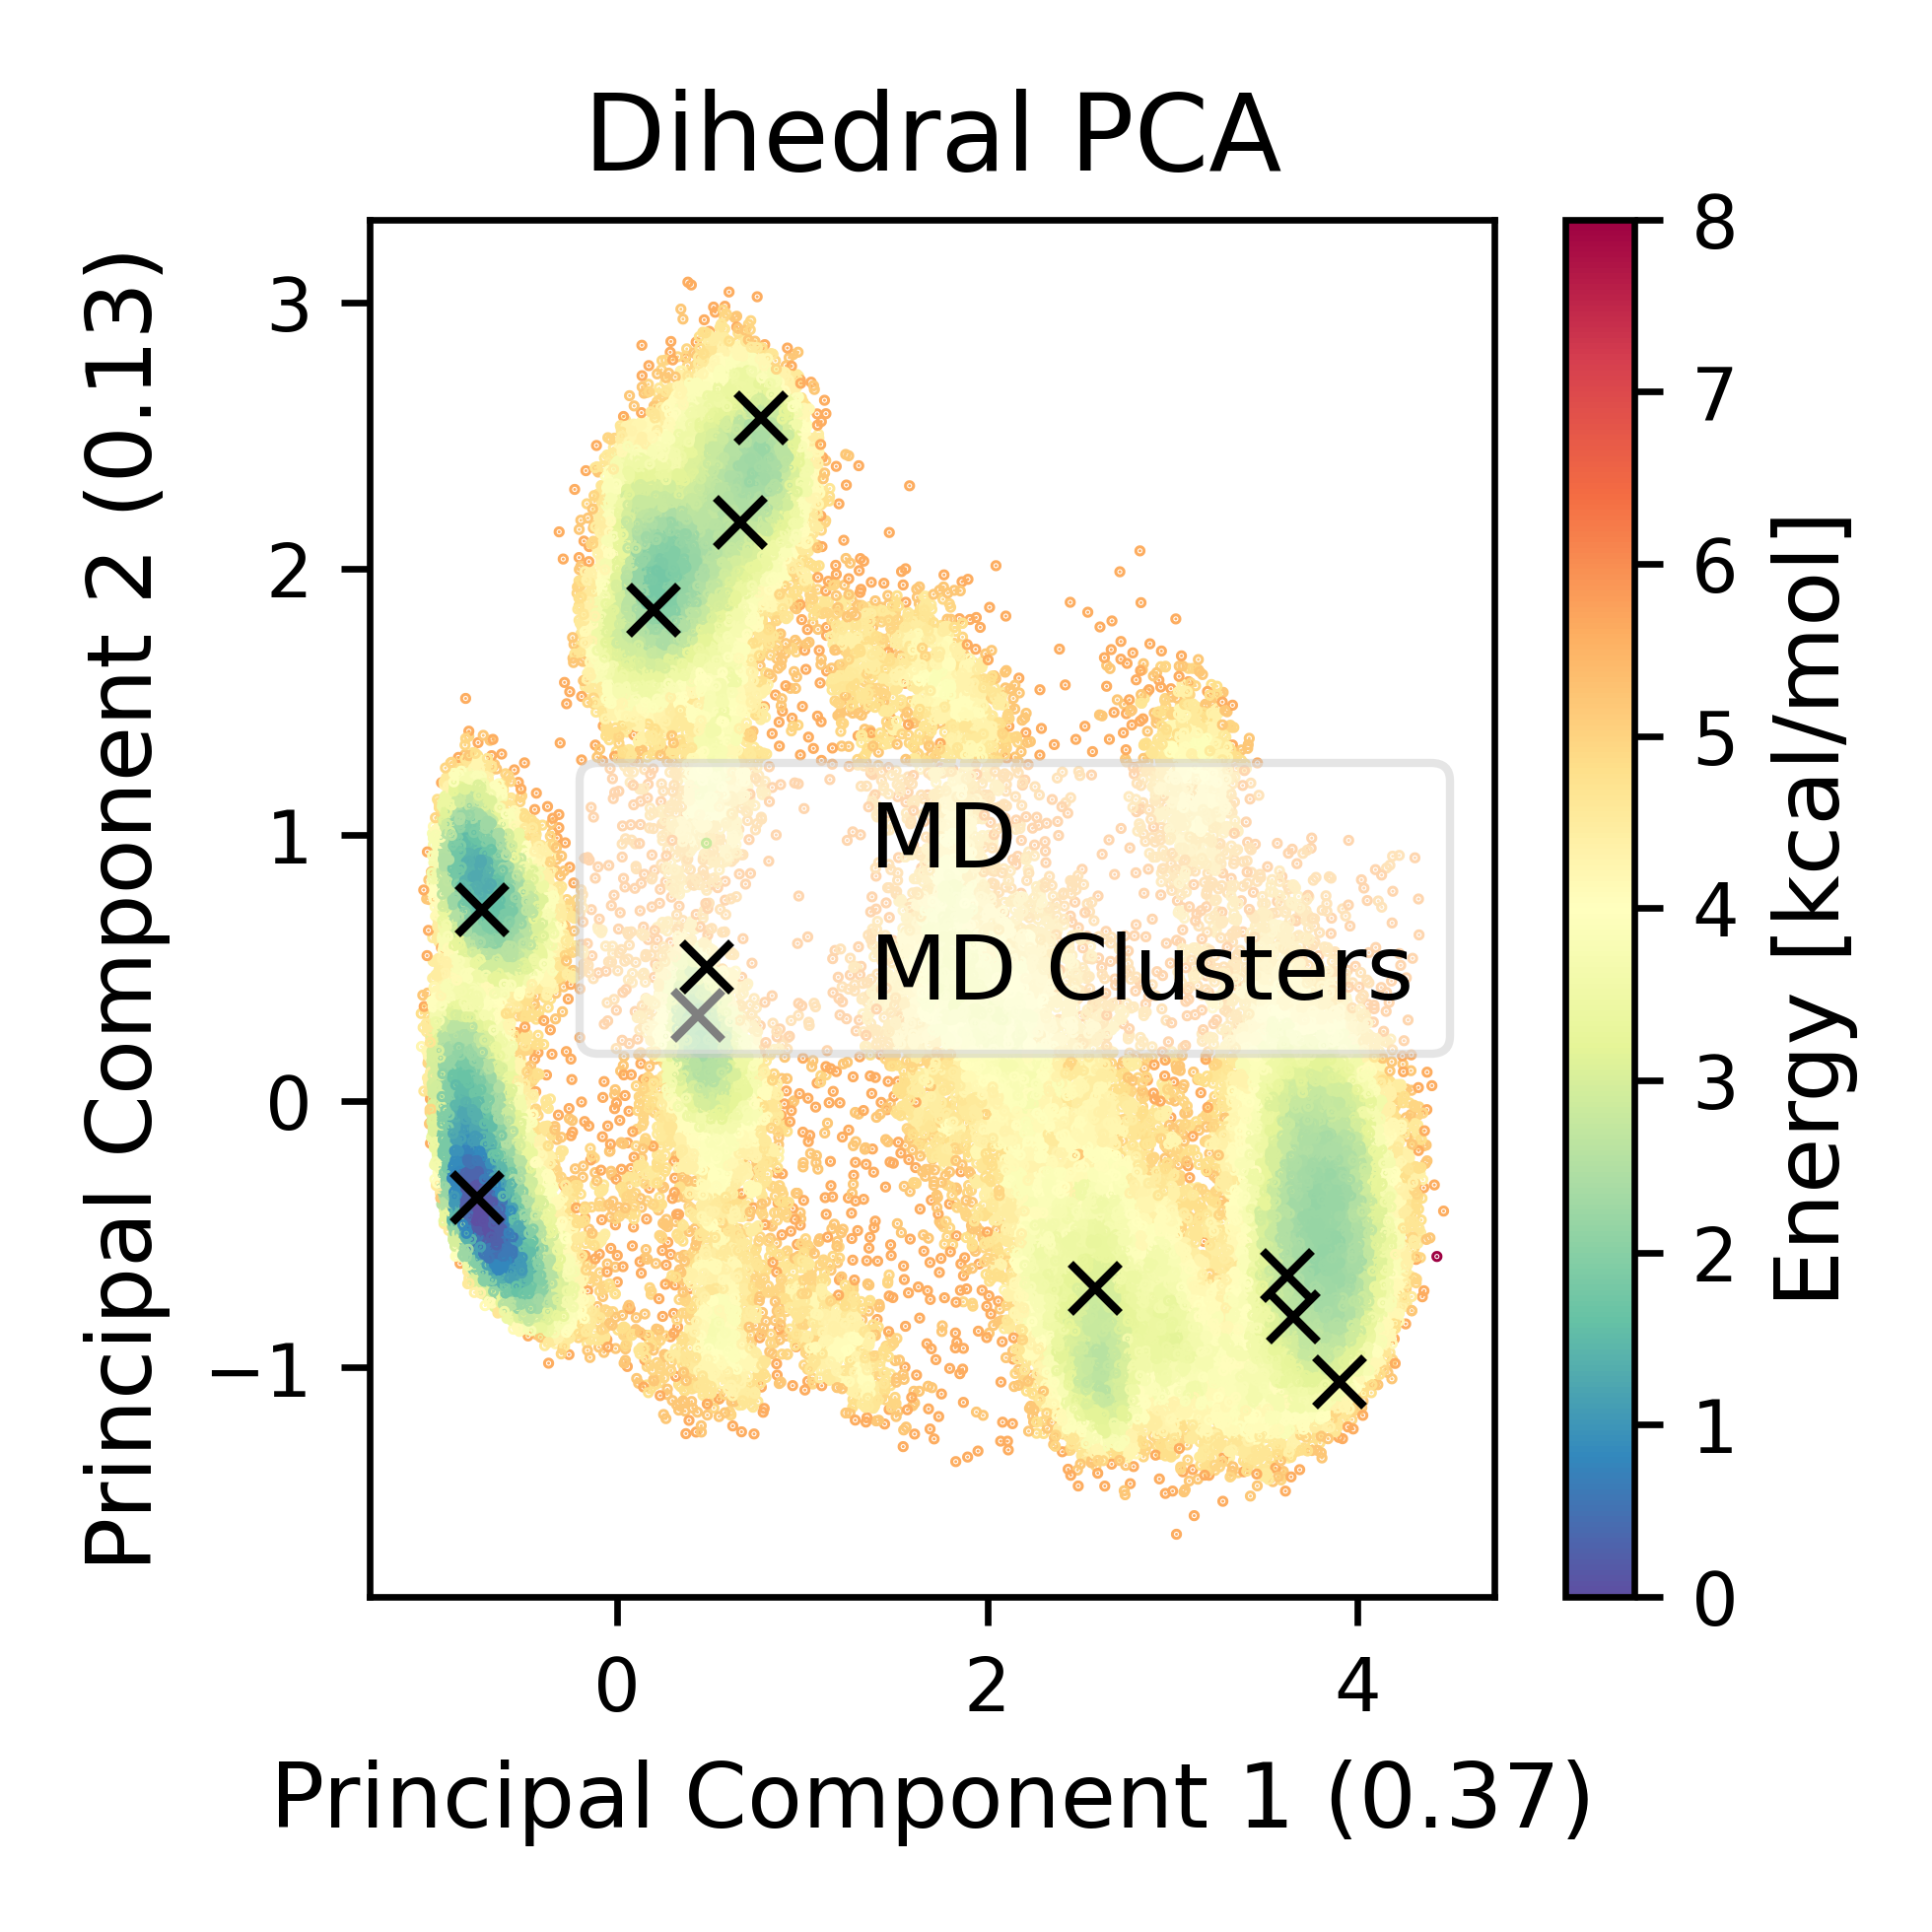 Dihedral PCA
Principal Component 2 (0.13)
3
2
1
0
−1
MD
MD Clusters
0
2
4
Principal Component 1 (0.37)
8
7
6
5
4
3
2
1
0
Energy [kcal/mol]